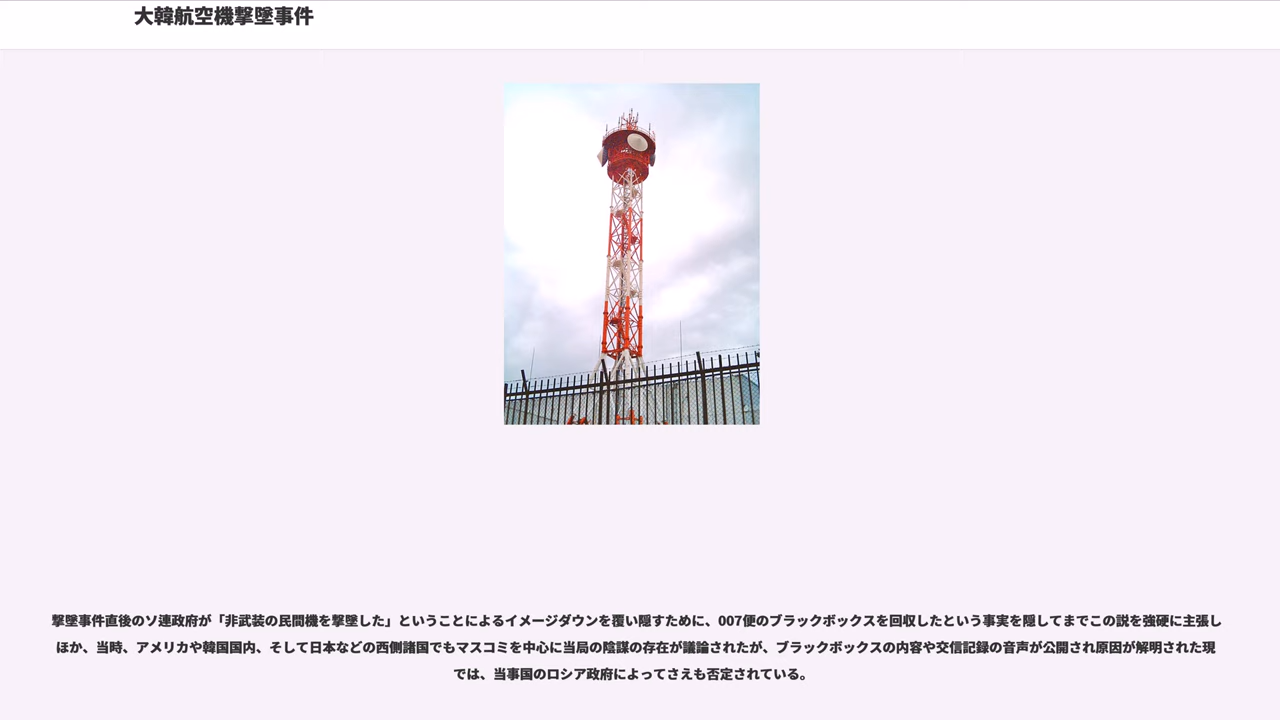 大韓航空機撃墜事件
撃墜事件直後のソ連政府が「非武装の民間機を撃墜した」ということによるイメージダウンを覆い隠すために、007便のブラックボックスを回収したという事実を隠してまでこの説を強硬に主張し
ほか、当時、アメリカや韓国国内、そして日本などの西側諸国でもマスコミを中心に当局の陰謀の存在が議論されたが、ブラックボックスの内容や交信記録の音声が公開され原因が解明された現
では、当事国のロシア政府によってさえも否定されている。